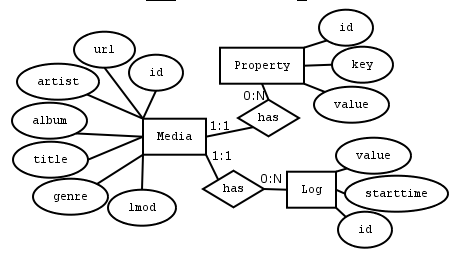 id
url
id
Property
key
artist
0:N
value
album
has
1:1
Media
1:1
value
title
0:N
has
Log
starttime
genre
lmod
id